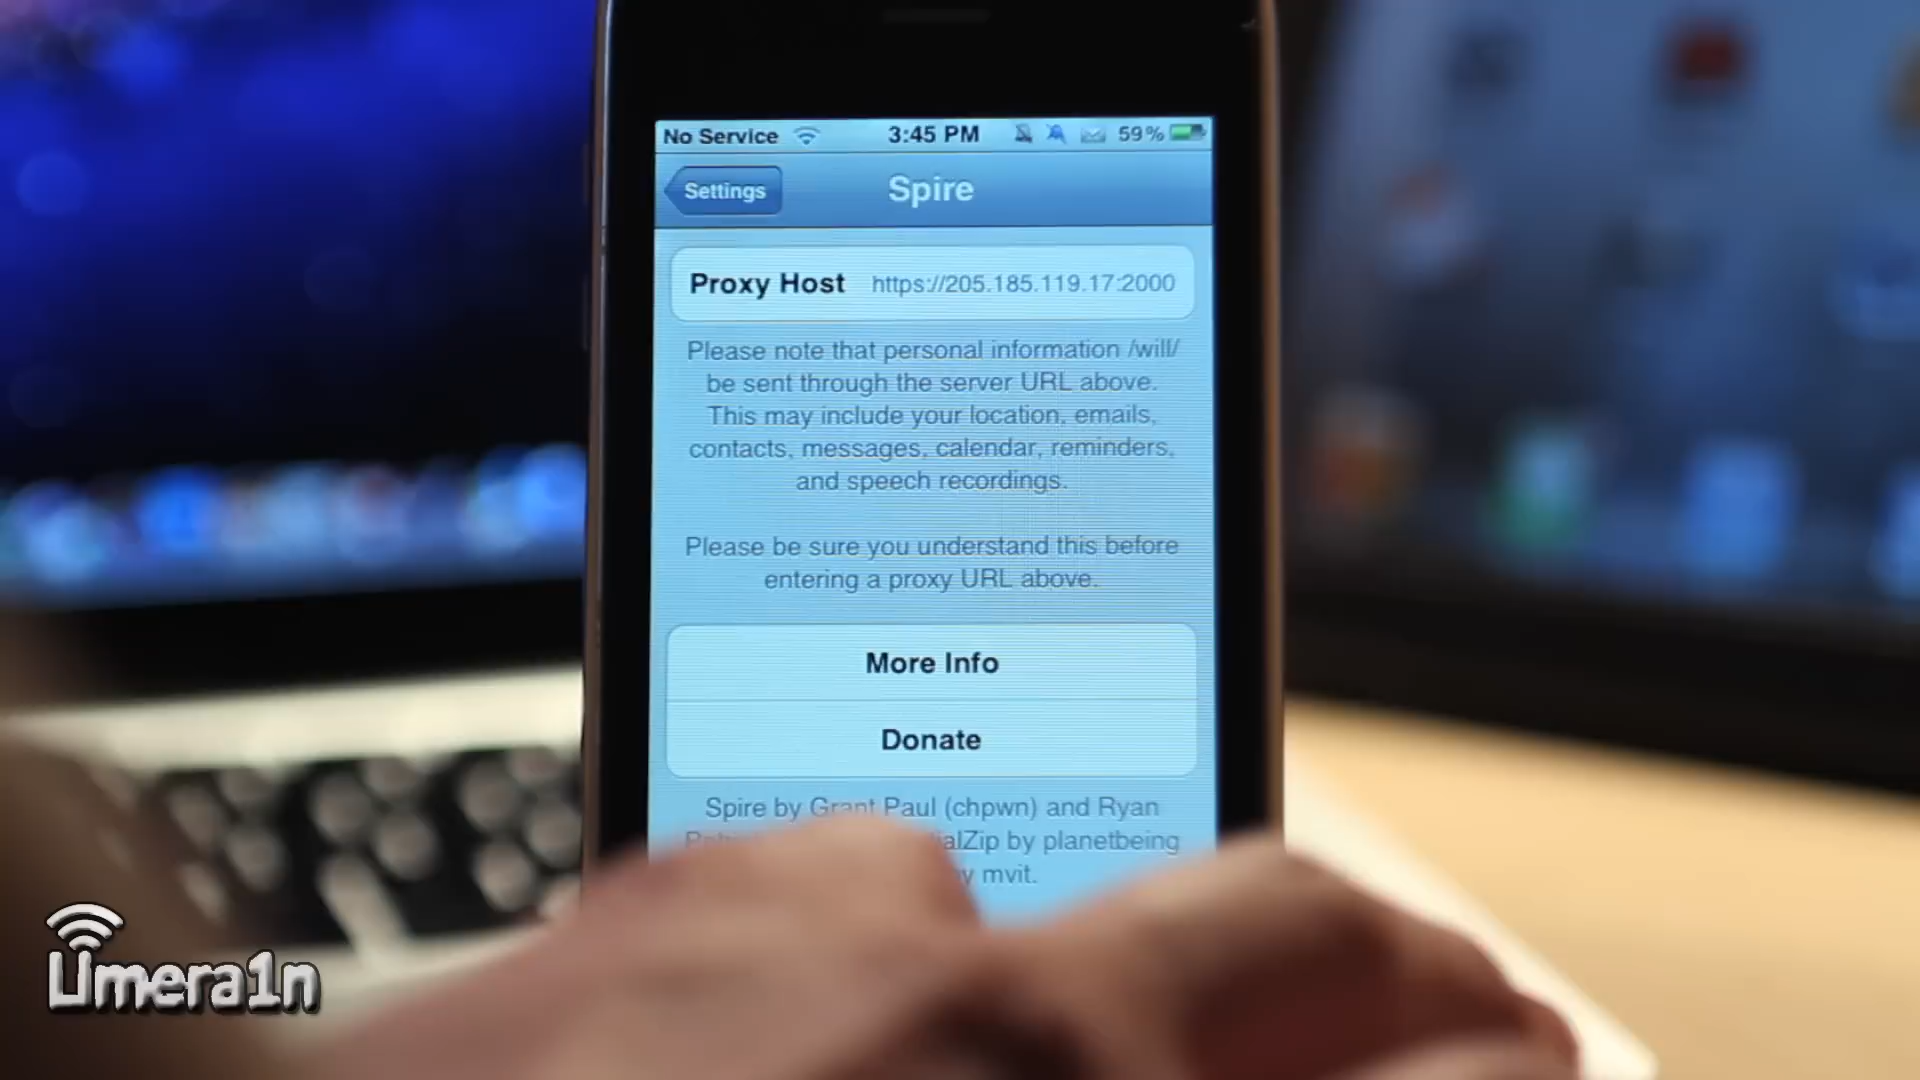 No Service 3:45 PM 59%
Settings Spire
Proxy Host https://205.185.119.17:2000
Please note that personal information /will/
be sent through the server URL above.
This may include your location, emails,
contacts, messages, calendar, reminders,
and speech recordings.
Please be sure you understand this before
entering a proxy URL above.
More Info
Donate
Spire by Grant Paul (chpwn) and Ryan
by planetbeing
mvit.
Limera1n